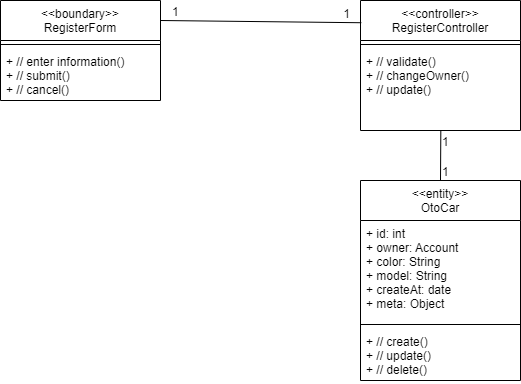 <<boundary>>
RegisterForm
+ // enter information()
+ // submit()
+ // cancel()
1
1
<<controller>>
RegisterController
+ // validate()
+ // changeOwner()
+ // update()
1
1
<<entity>>
OtoCar
+ id: int
+ owner: Account
+ color: String
+ model: String
+ createAt: date
+ meta: Object
+ // create()
+ // update()
+ // delete()